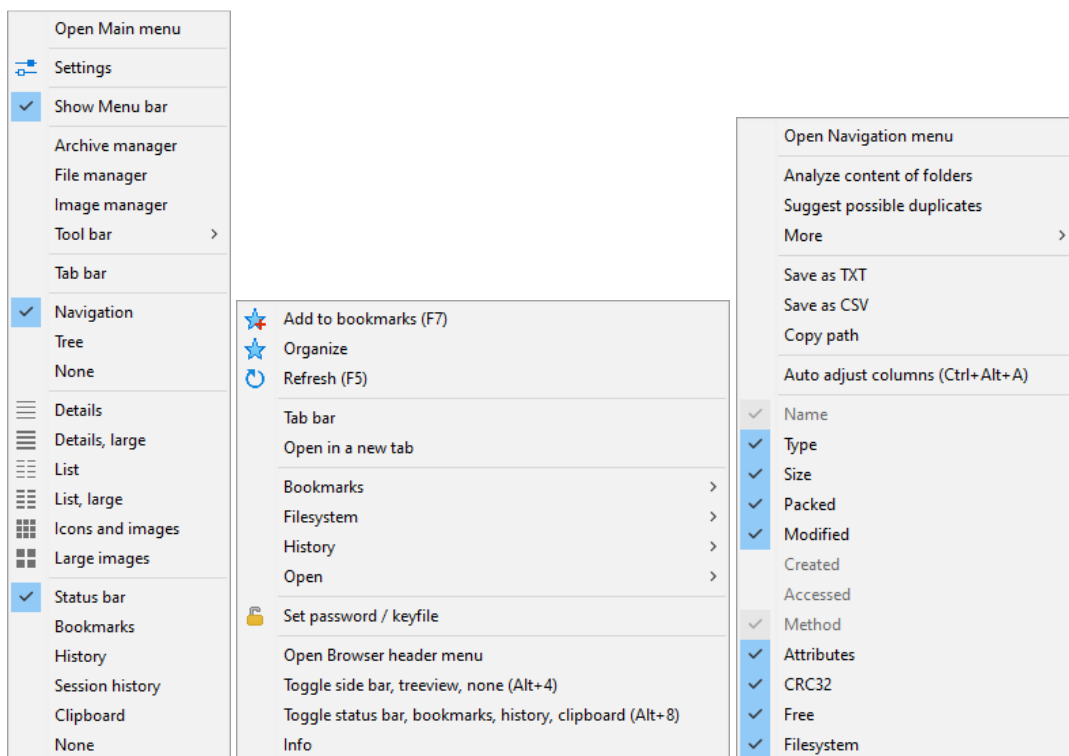 Open Main menu
Settings
Show Menu bar
Archive manager
File manager
Image manager
Tool bar
Tab bar
Navigation
Tree
None
Details
Details, large
List
List, large
Icons and images
Large images
Status bar
Bookmarks
History
Session history
Clipboard
None
Add to bookmarks (F7)
Organize
Refresh (F5)
Tab bar
Open in a new tab
Bookmarks
Filesystem
History
Open
Set password / keyfile
Open Browser header menu
Toggle side bar, treeview, none (Alt+4)
Toggle status bar, bookmarks, history, clipboard (Alt+8)
Info
Open Navigation menu
Analyze content of folders
Suggest possible duplicates
More
Save as TXT
Save as CSV
Copy path
Auto adjust columns (Ctrl+Alt+A)
Name
Type
Size
Packed
Modified
Created
Accessed
Method
Attributes
CRC32
Free
Filesystem